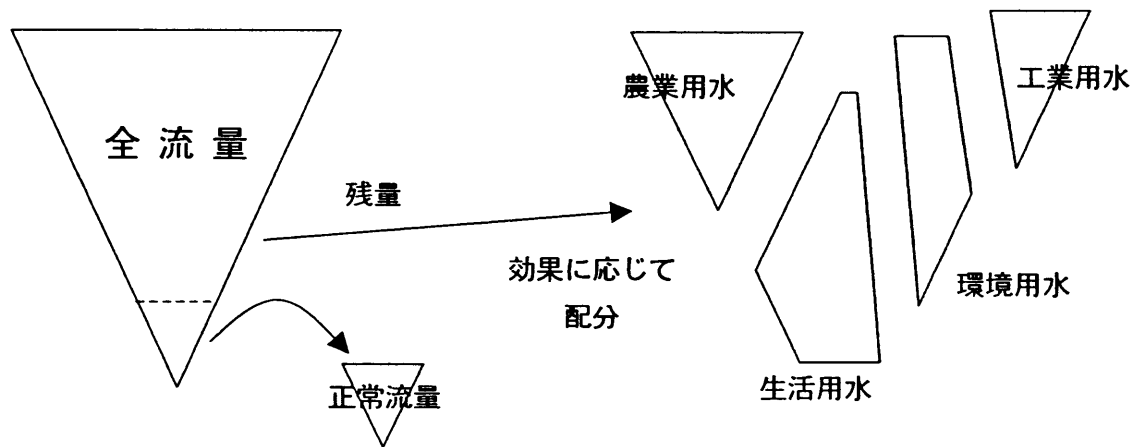 全流量
残量
効果に応じて
配分
正常流量
農業用水
工業用水
環境用水
生活用水